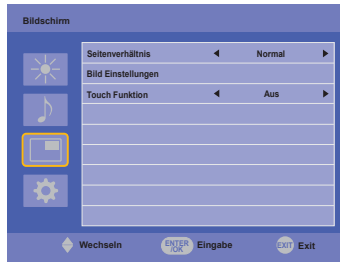 Bildschirm
Seitenverhältnis Normal
Bild Einstellungen
Touch Funktion Aus
Wechseln ENTER /OK Eingabe EXIT Exit